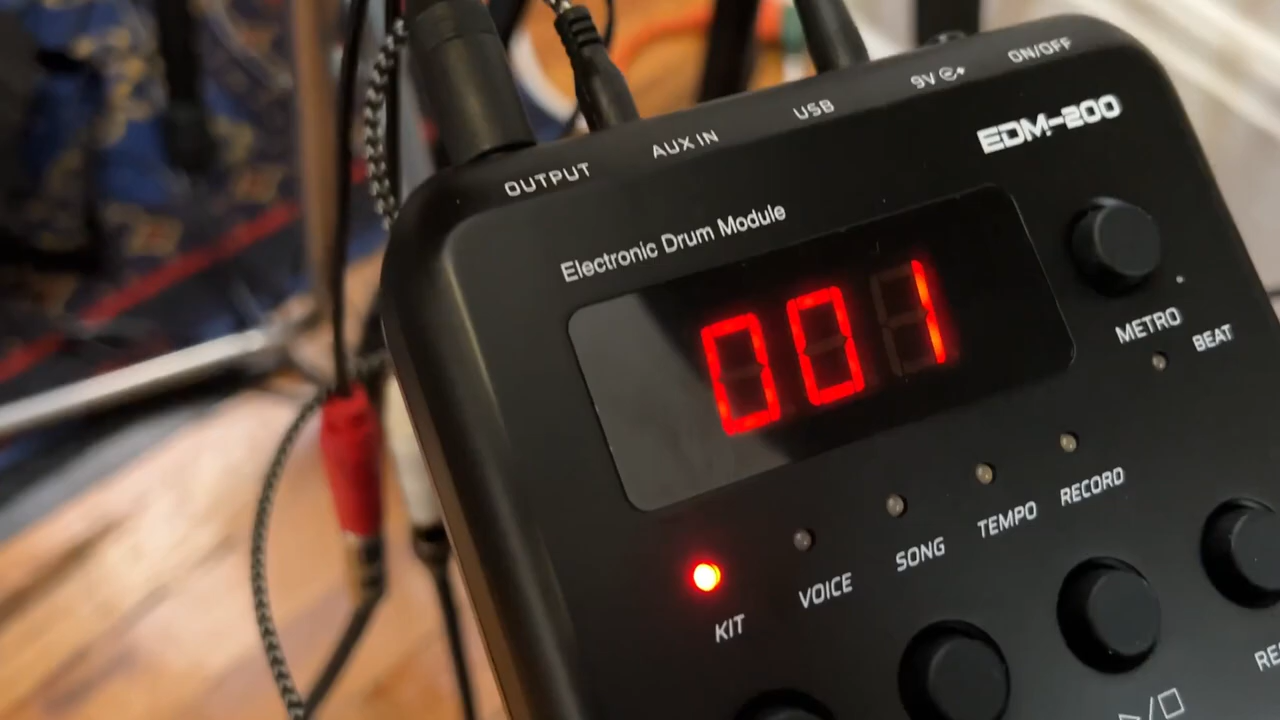 OUTPUT
AUX IN
USB
9V
ON/OFF
EDM-200
Electronic Drum Module
001
METRO
BEAT
KIT
VOICE
SONG
TEMPO
RECORD